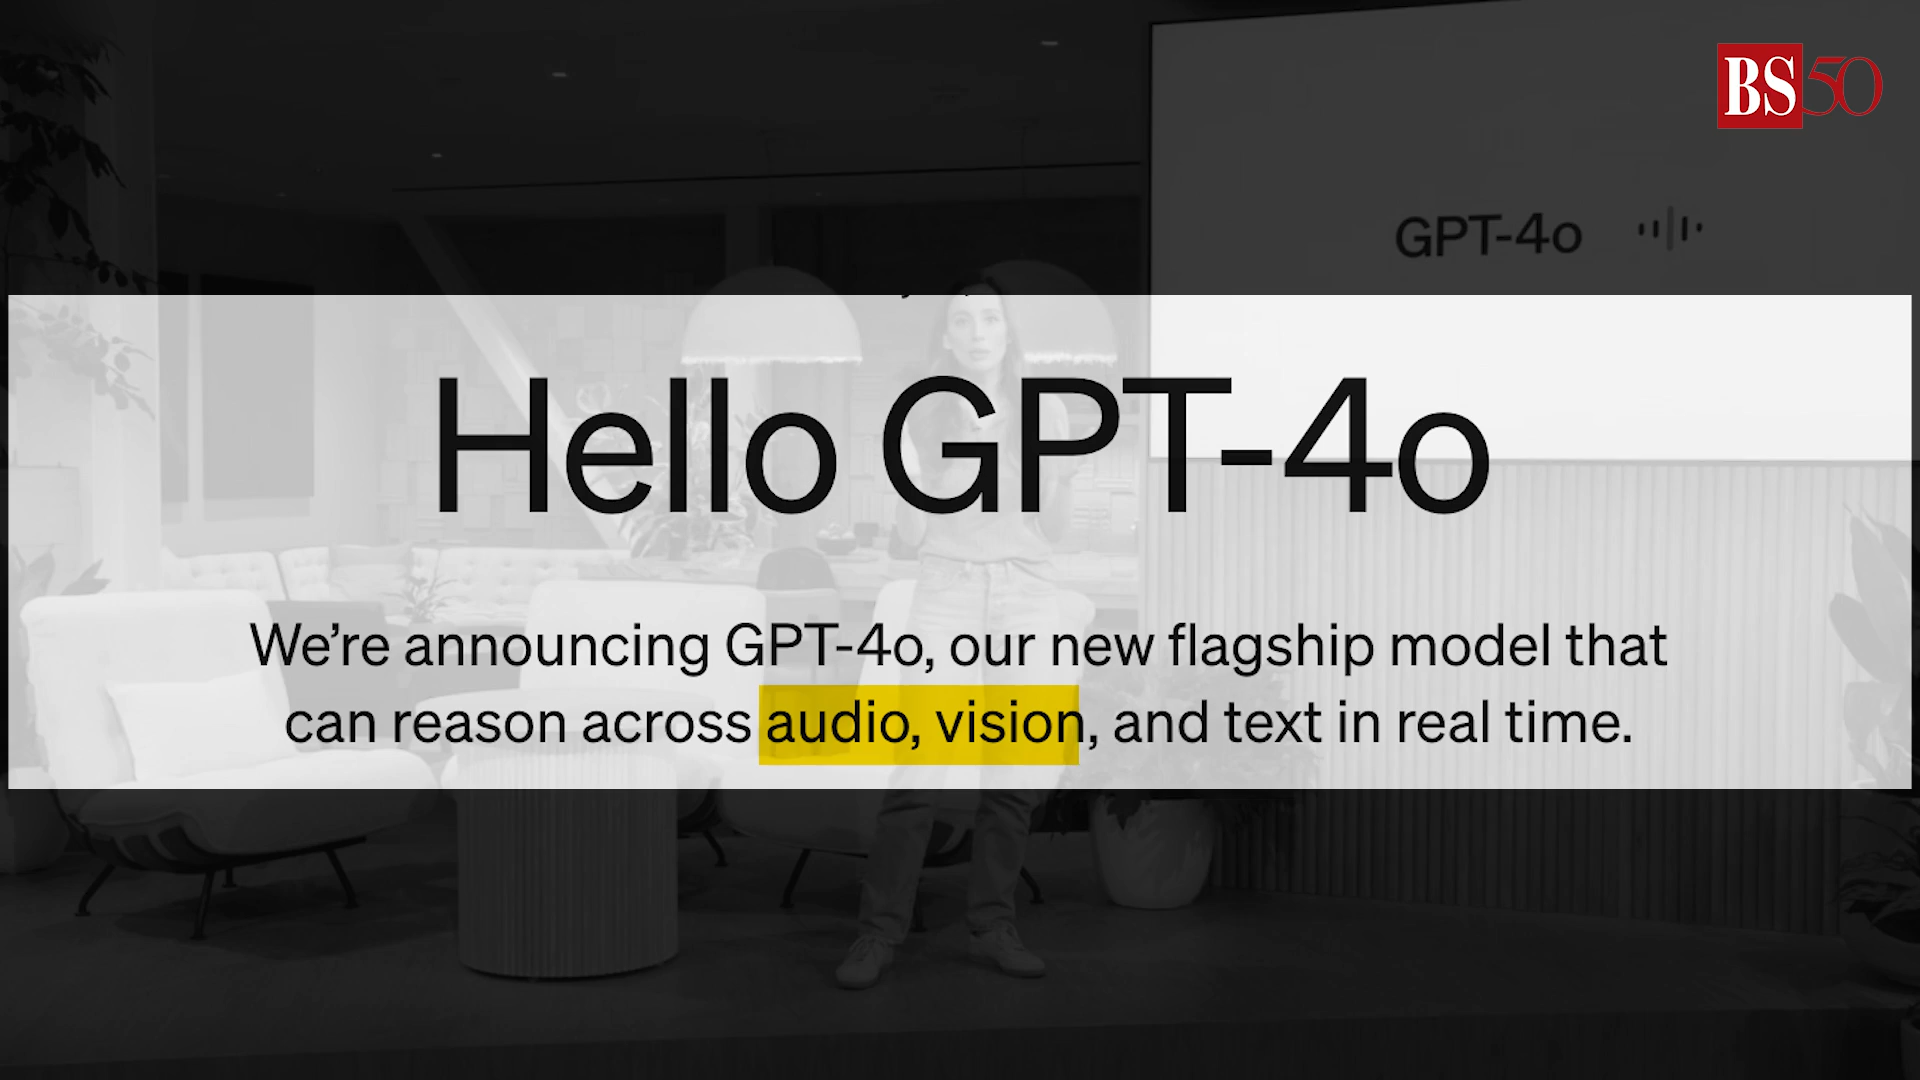 BS50
GPT-4o
Hello GPT-4o
We’re announcing GPT-4o, our new flagship model that
can reason across audio, vision, and text in real time.